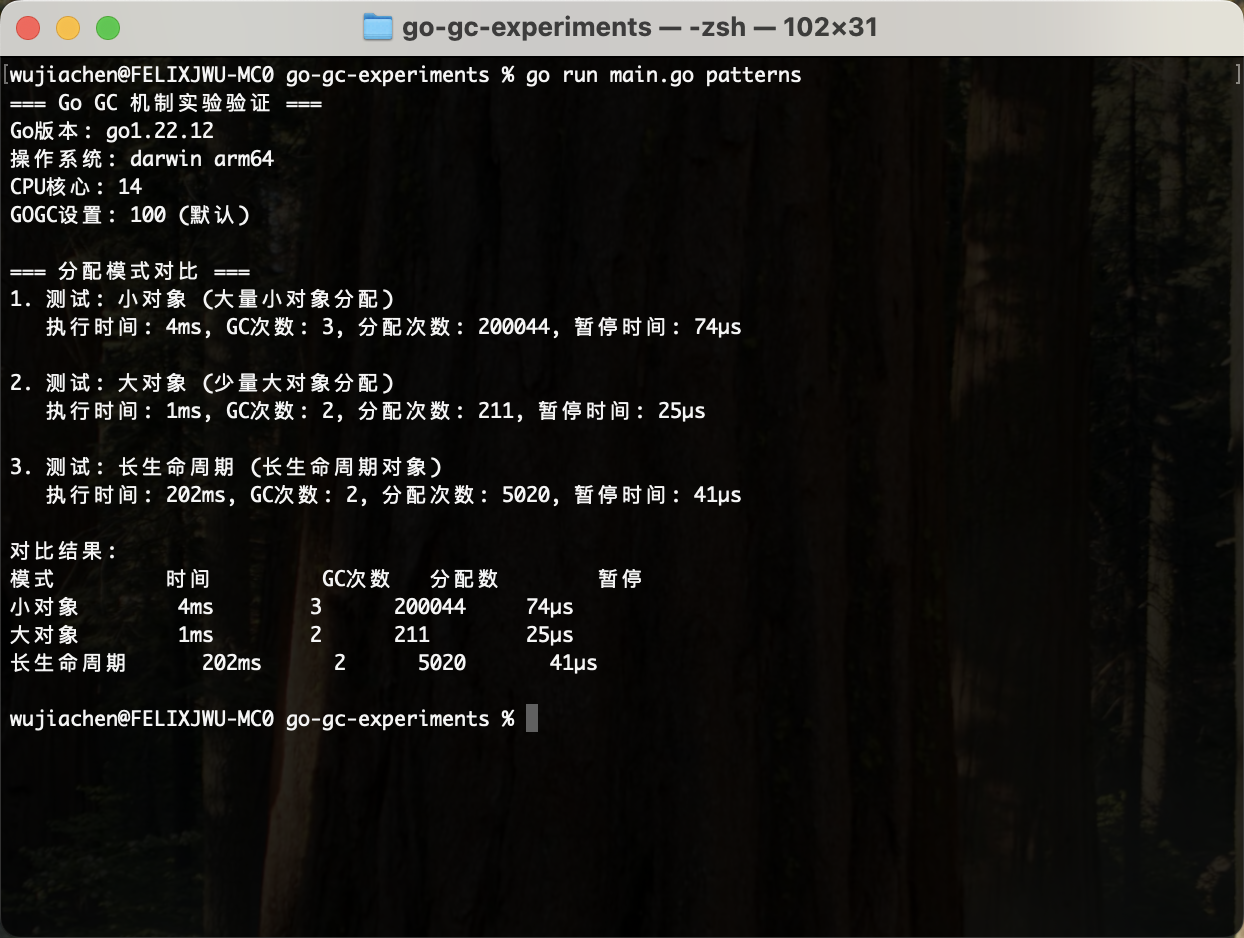 go-gc-experiments — -zsh — 102×31
[wujiachen@FELIXJWU-MC0 go-gc-experiments % go run main.go patterns ]
=== Go GC 机制实验验证 ===
Go版本: go1.22.12
操作系统: darwin arm64
CPU核心: 14
GOGC设置: 100 (默认)
=== 分配模式对比 ===
1. 测试: 小对象 (大量小对象分配)
执行时间: 4ms, GC次数: 3, 分配次数: 200044, 暂停时间: 74µs
2. 测试: 大对象 (少量大对象分配)
执行时间: 1ms, GC次数: 2, 分配次数: 211, 暂停时间: 25µs
3. 测试: 长生命周期 (长生命周期对象)
执行时间: 202ms, GC次数: 2, 分配次数: 5020, 暂停时间: 41µs
对比结果:
模式 时间 GC次数 分配数 暂停
小对象 4ms 3 200044 74µs
大对象 1ms 2 211 25µs
长生命周期 202ms 2 5020 41µs
wujiachen@FELIXJWU-MC0 go-gc-experiments %